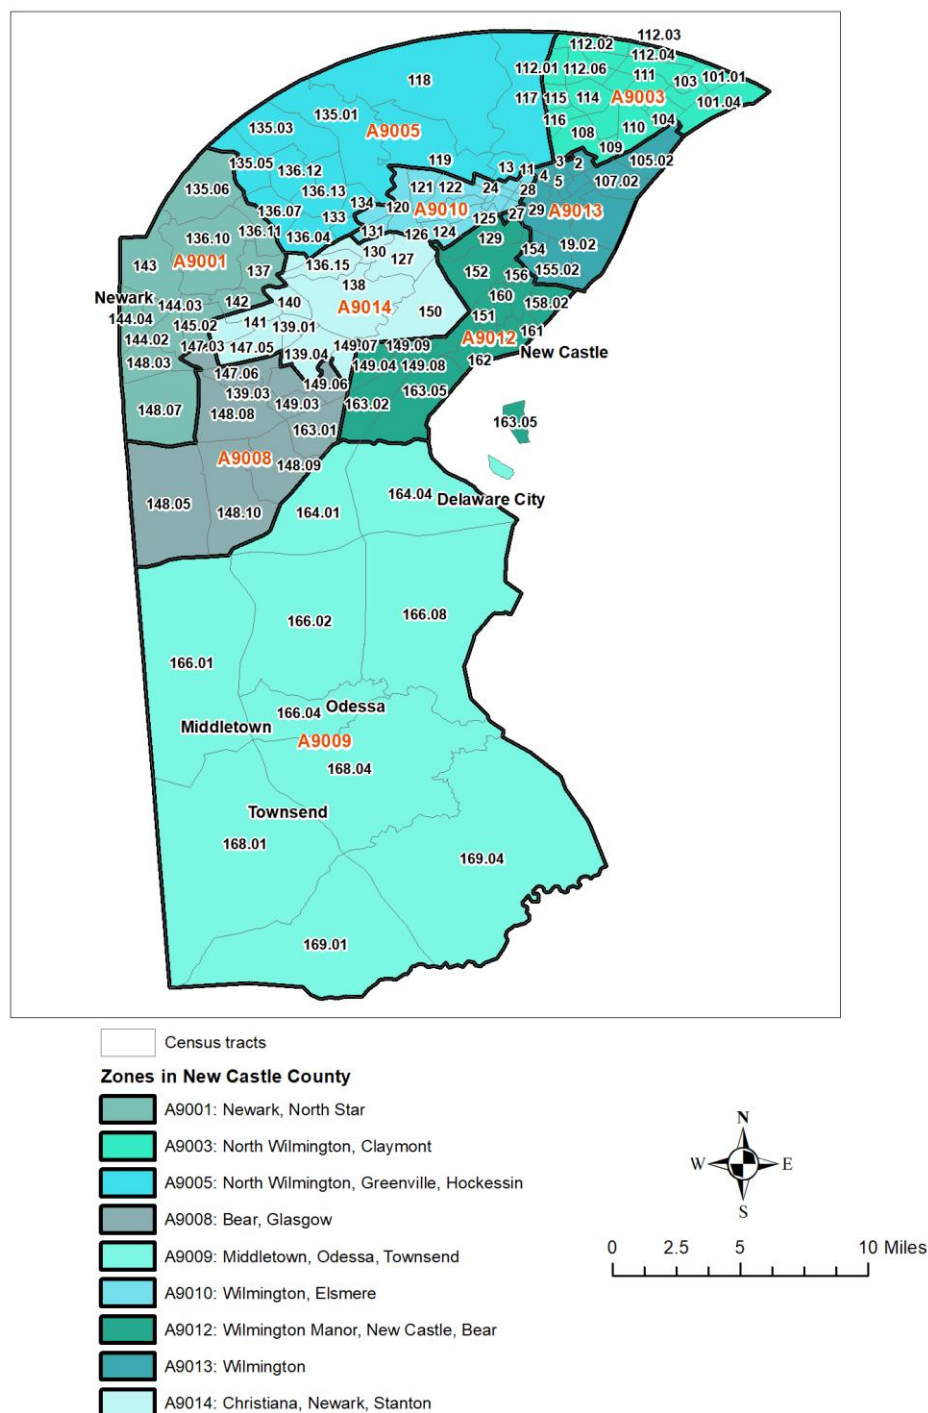 112.03
112.02
112.04
112.01 112.06 111 103 101.01
118
117 115 114 A9003 101.04
135.01
135.03 A9005 116 108 110 104
109
119 13 11 3 2 105.02
135.05 136.12
135.06 136.13 121 122 24 28 4 5 107.02
134 120 A9010 27 29 A9013
136.07 133 125
136.11 136.04 131 126 124 129 154 19.02
136.10 130
A9001 136.15 127
143 137 152 156 155.02
138
Newark 144.03 142 140 A9014 150 160 158.02
144.04 145.02 141 139.01 151 161
144.02 147.03 147.05 149.07 149.09 A9012
139.04 162 New Castle
148.03 147.06 149.04 149.08
139.03 149.06 163.05
148.07 148.08 149.03 163.02
163.01 163.05
A9008 148.09
164.04 Delaware City
148.05 148.10 164.01
166.02 166.08
166.01
166.04 Odessa
Middletown
A9009
168.04
Townsend
168.01
169.04
169.01
Census tracts
Zones in New Castle County
A9001: Newark, North Star
A9003: North Wilmington, Claymont
A9005: North Wilmington, Greenville, Hockessin
A9008: Bear, Glasgow
A9009: Middletown, Odessa, Townsend
A9010: Wilmington, Elsmere
A9012: Wilmington Manor, New Castle, Bear
A9013: Wilmington
A9014: Christiana, Newark, Stanton
N
W E
S
0 2.5 5 10 Miles